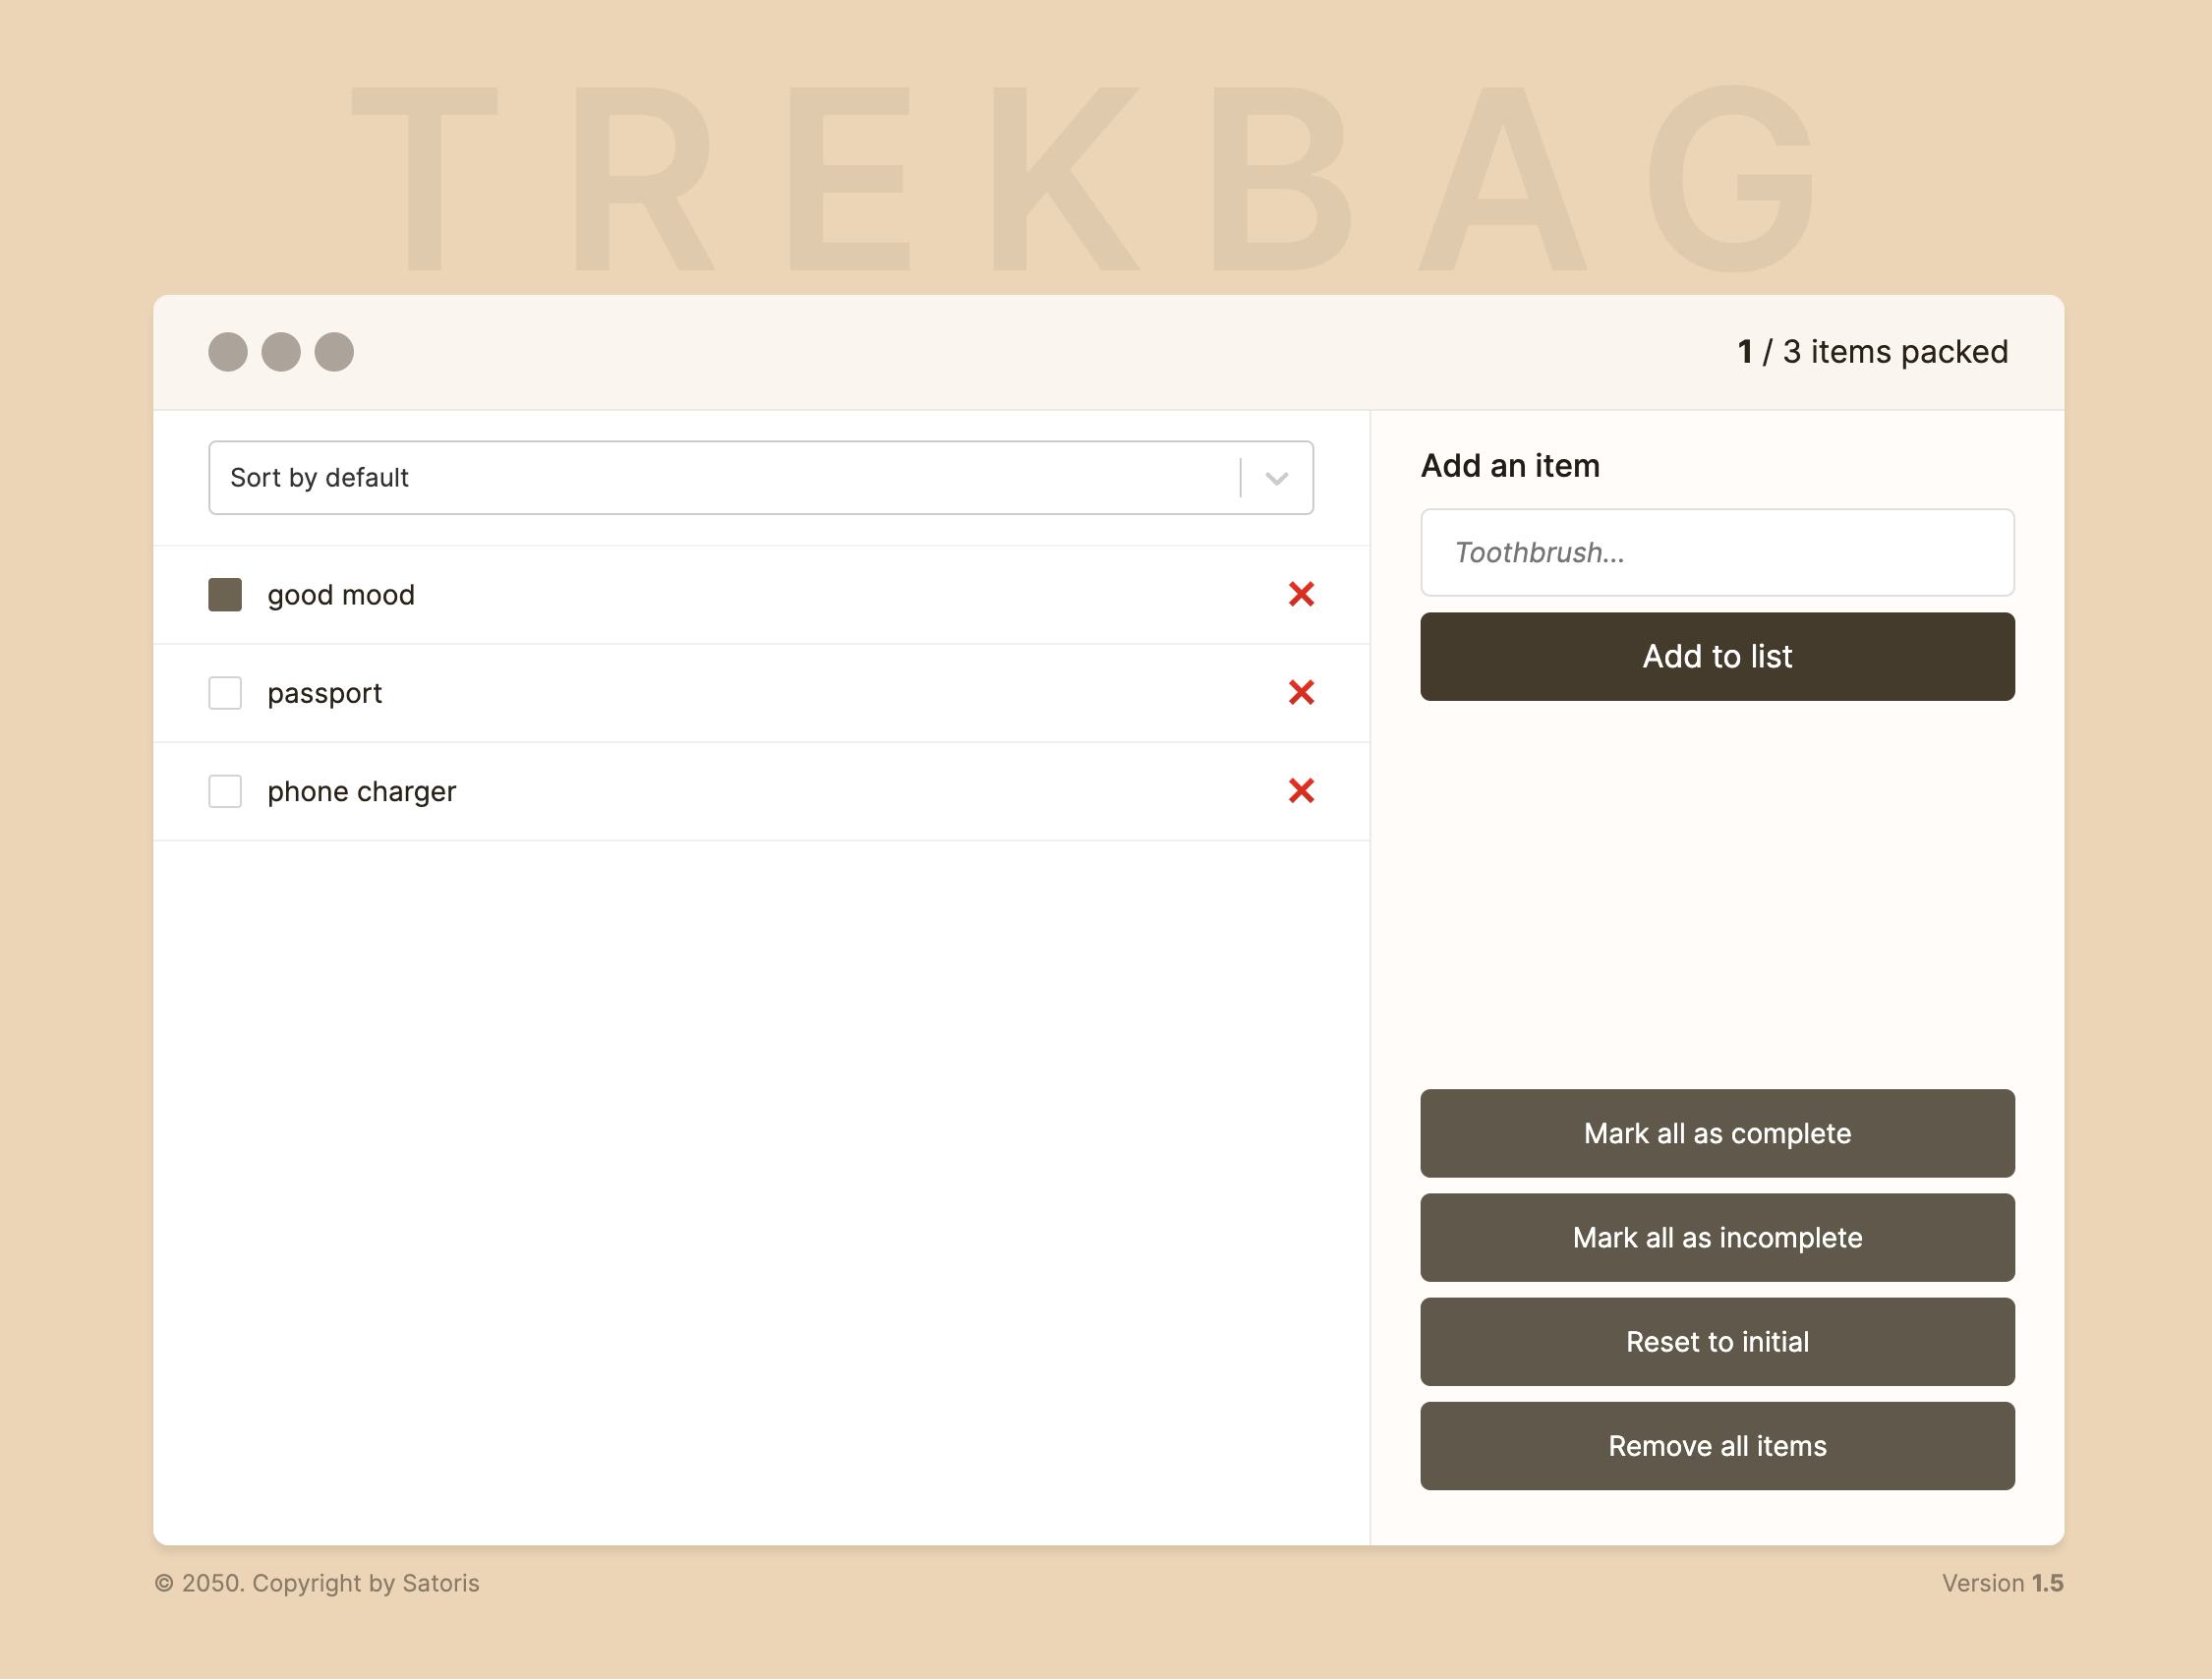 TREKBAG
1 / 3 items packed
Sort by default
good mood
passport
phone charger
Add an item
Toothbrush...
Add to list
Mark all as complete
Mark all as incomplete
Reset to initial
Remove all items
© 2050. Copyright by Satoris
Version 1.5